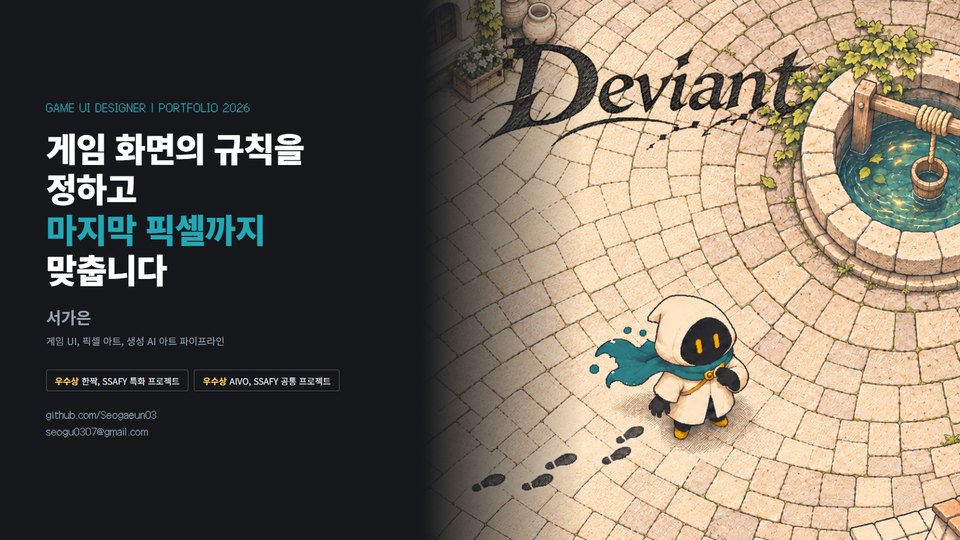 GAME UI DESIGNER | PORTFOLIO 2026
게임 화면의 규칙을
정하고
마지막 픽셀까지
맞춥니다
서가은
게임 UI, 픽셀 아트, 생성 AI 아트 파이프라인
우수상 한짝, SSAFY 특화 프로젝트
우수상 AIVO, SSAFY 공통 프로젝트
github.com/Seogaeun03
seogu0307@gmail.com
Deviant